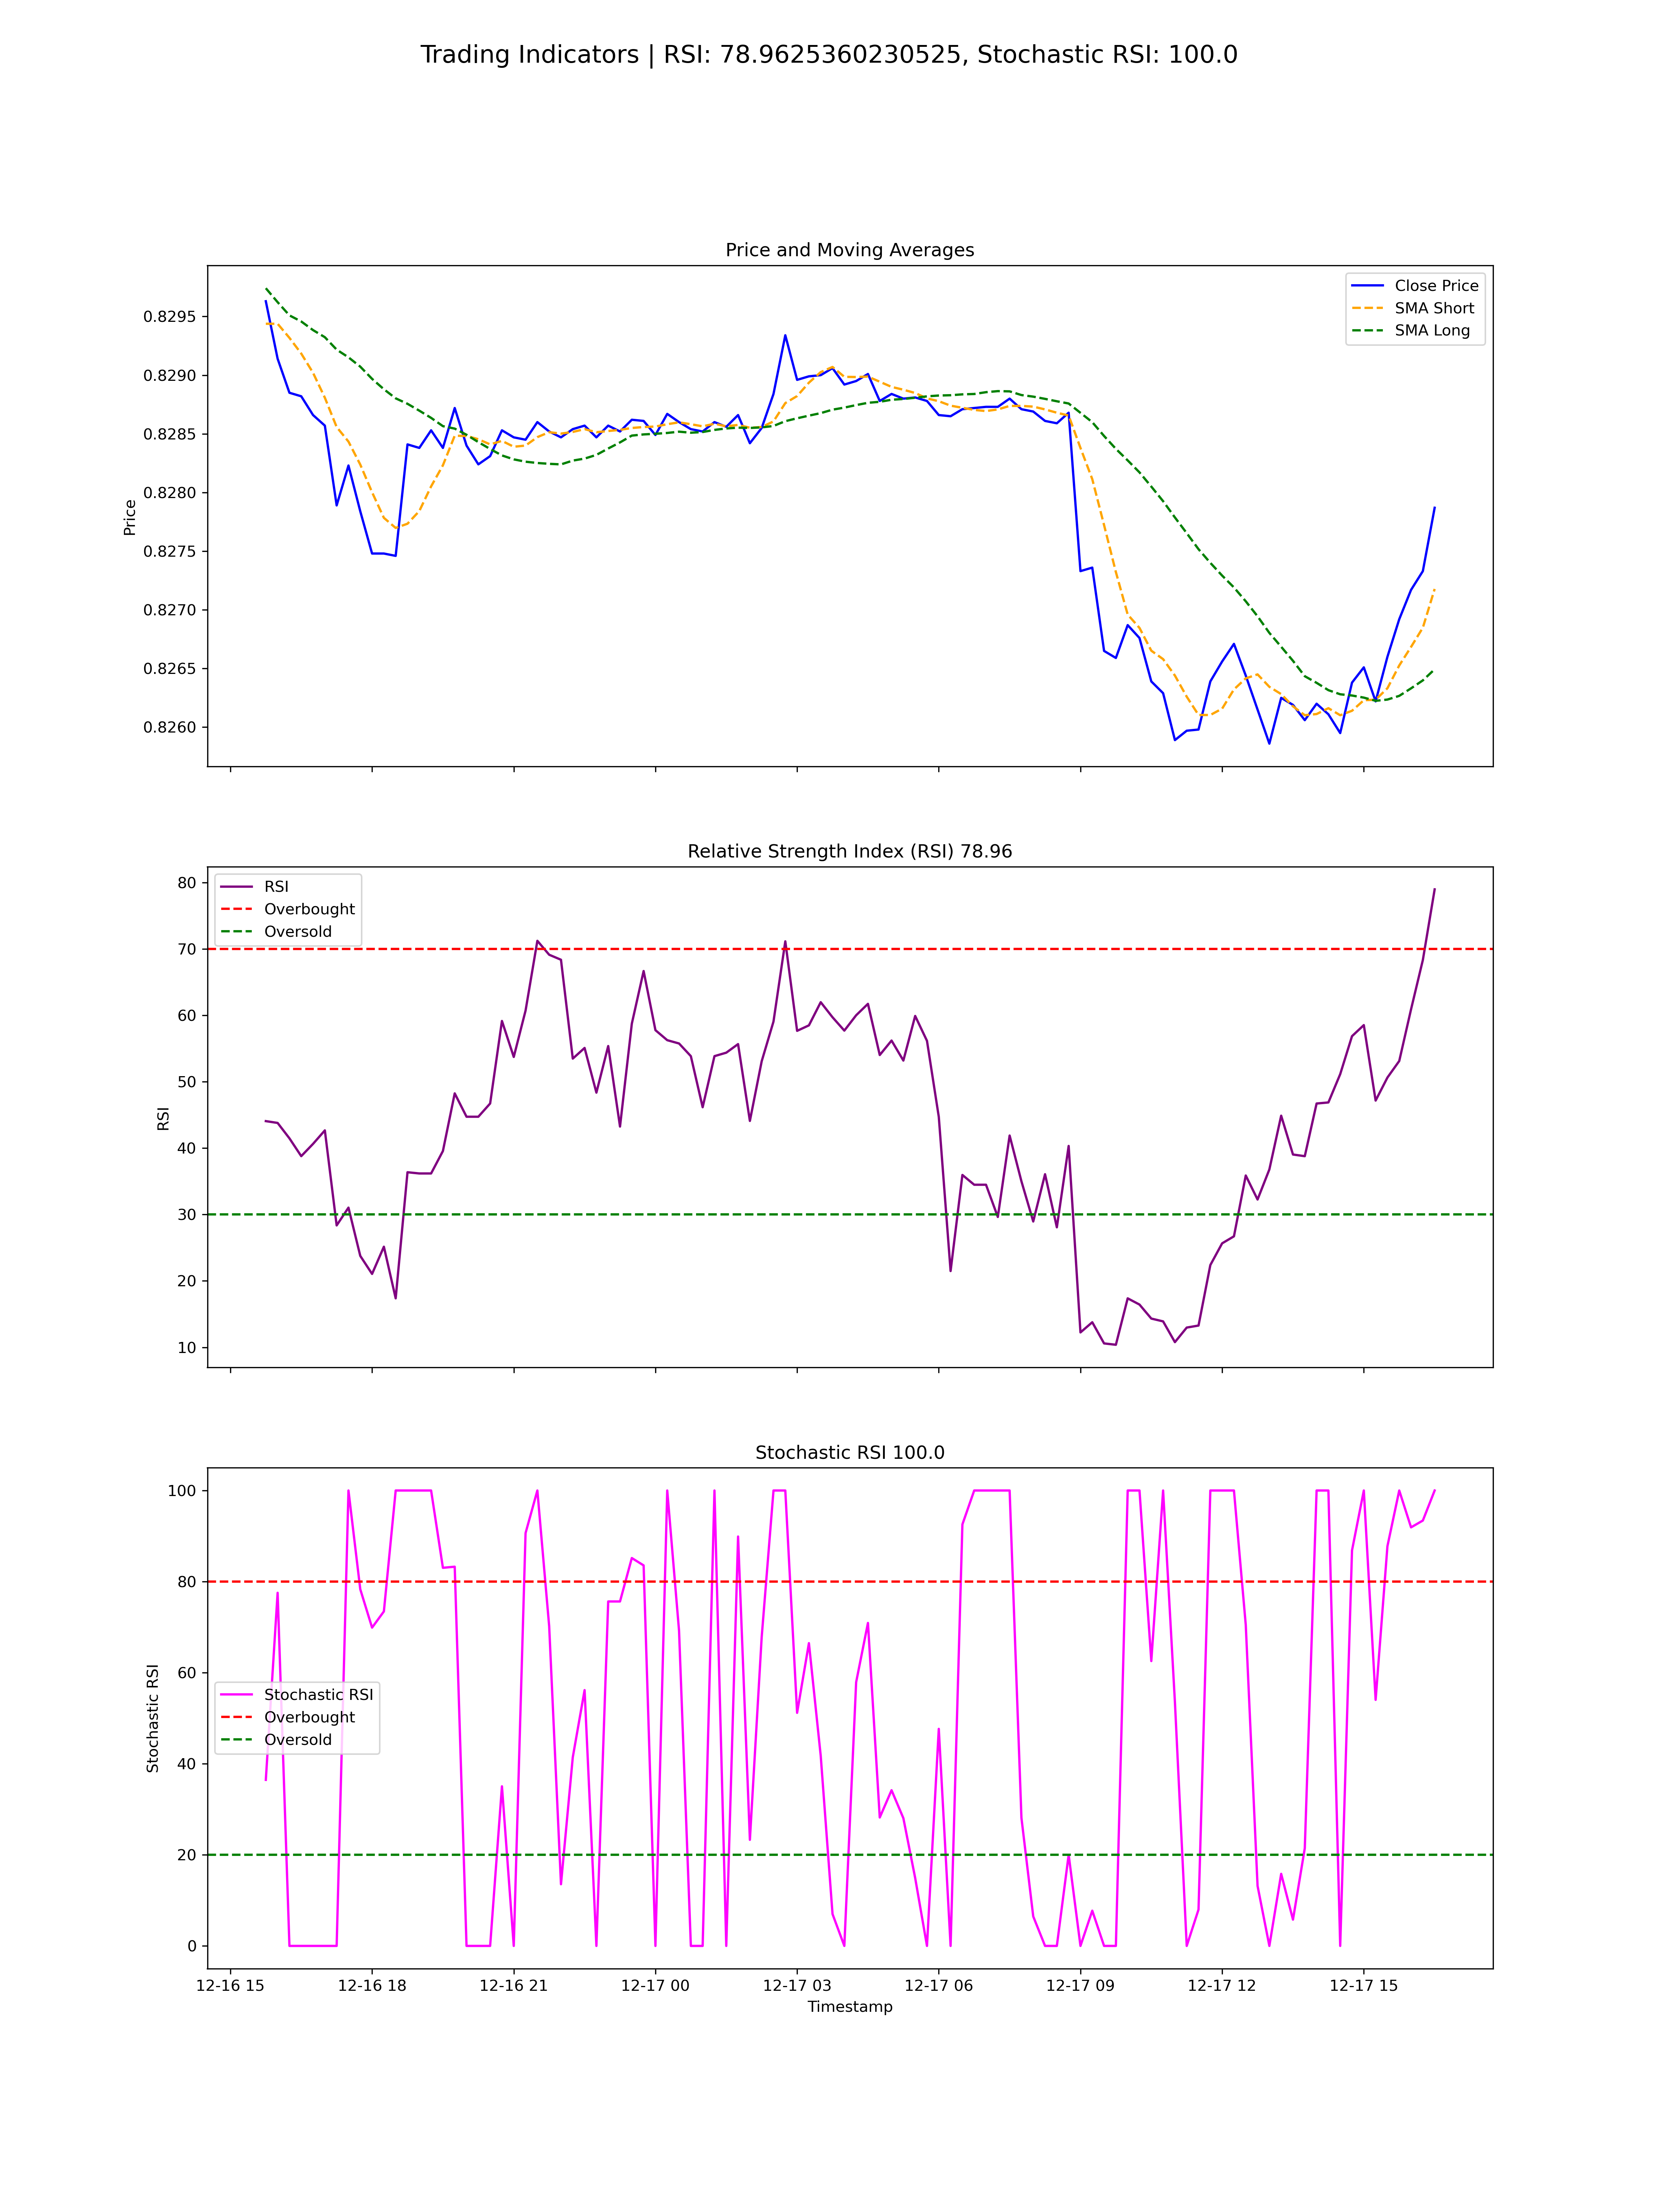 Trading Indicators | RSI: 78.9625360230525, Stochastic RSI: 100.0
Price and Moving Averages
Close Price
SMA Short
SMA Long
0.8295
0.8290
0.8285
0.8280
0.8275
0.8270
0.8265
0.8260
Price
Relative Strength Index (RSI) 78.96
RSI
Overbought
Oversold
80
70
60
50
40
30
20
10
RSI
Stochastic RSI 100.0
Stochastic RSI
Overbought
Oversold
100
80
60
40
20
0
Stochastic RSI
12-16 15
12-16 18
12-16 21
12-17 00
12-17 03
12-17 06
12-17 09
12-17 12
12-17 15
Timestamp